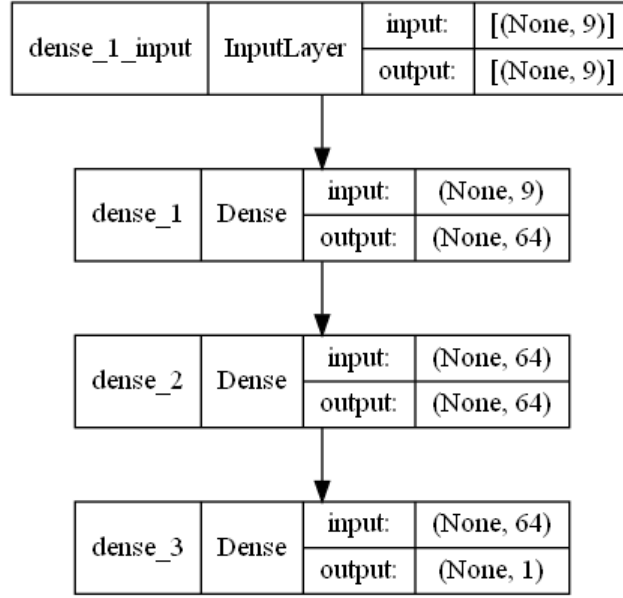 dense_1_input InputLayer input: [(None, 9)]
output: [(None, 9)]
dense_1 Dense input: (None, 9)
output: (None, 64)
dense_2 Dense input: (None, 64)
output: (None, 64)
dense_3 Dense input: (None, 64)
output: (None, 1)